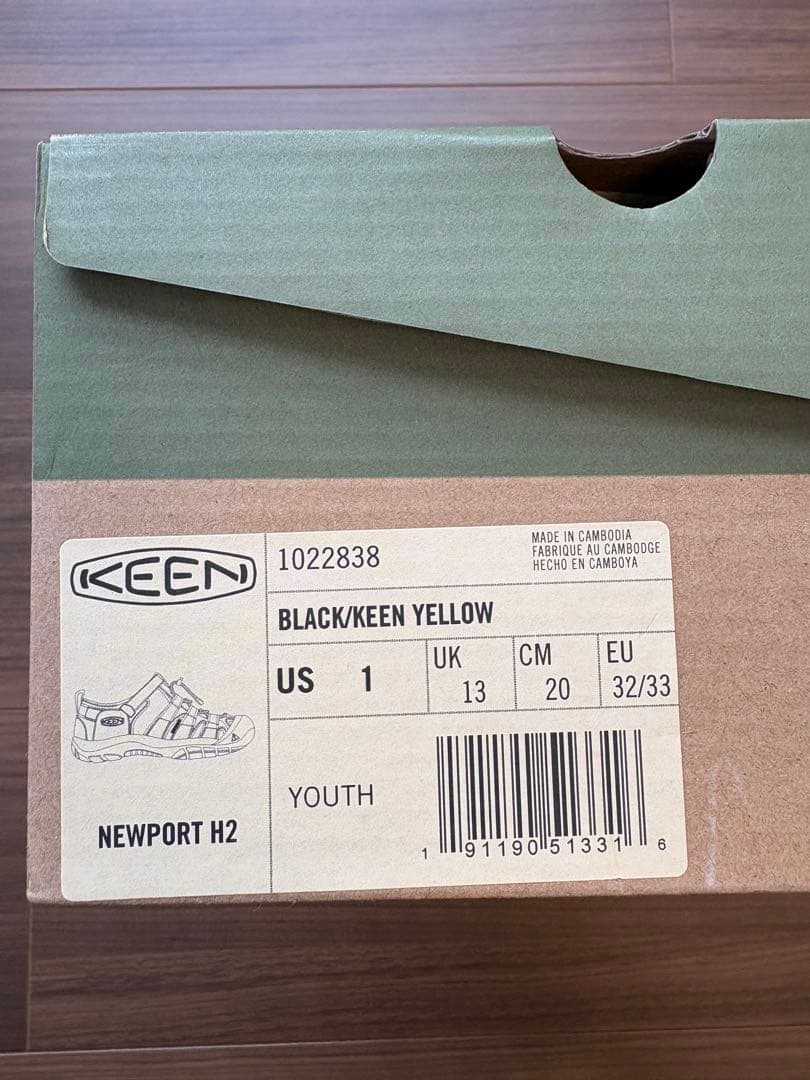 KEEN
1022838
MADE IN CAMBODIA
FABRIQUE AU CAMBODGE
HECHO EN CAMBOYA
BLACK/KEEN YELLOW
US 1
UK 13
CM 20
EU 32/33
YOUTH
NEWPORT H2
1 91190 51331 6